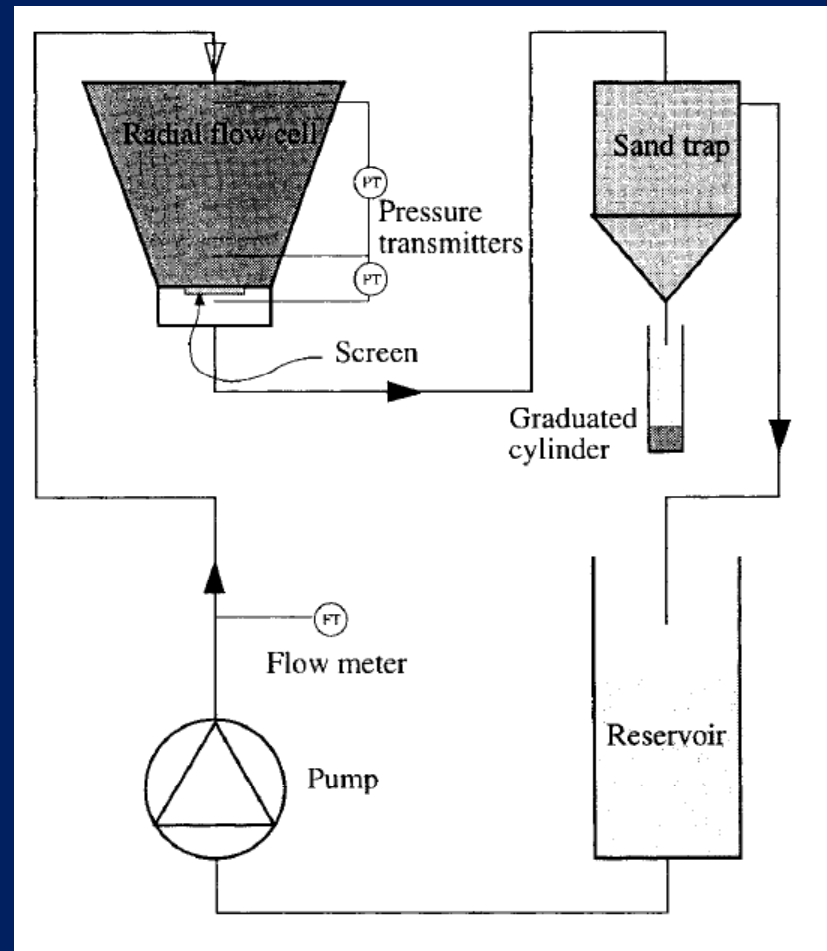 Radial flow cell
Sand trap
PT
Pressure
transmitters
PT
Screen
Graduated
cylinder
FT
Flow meter
Reservoir
Pump